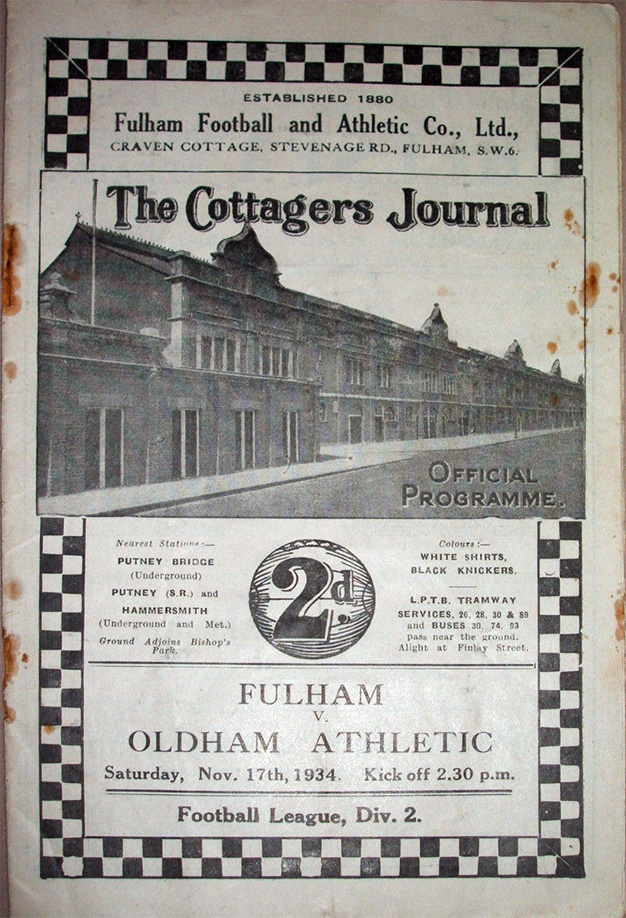 ESTABLISHED 1880
Fulham Football and Athletic Co., Ltd.,
CRAVEN COTTAGE, STEVENAGE RD., FULHAM, S.W.6.
The Cottagers Journal
OFFICIAL
PROGRAMME.
Nearest Stations:—
PUTNEY BRIDGE
(Underground)
PUTNEY (S.R.) and
HAMMERSMITH
(Underground and Met.)
Ground Adjoins Bishop's
Park.
2d.
Colours:—
WHITE SHIRTS,
BLACK KNICKERS.
L.P.T.B. TRAMWAY
SERVICES, 26. 28. 30 & 89
and BUSES 30. 74. 93
pass near the ground.
Alight at Finlay Street.
FULHAM
V.
OLDHAM ATHLETIC
Saturday, Nov. 17th, 1934. Kick off 2.30 p.m.
Football League, Div. 2.